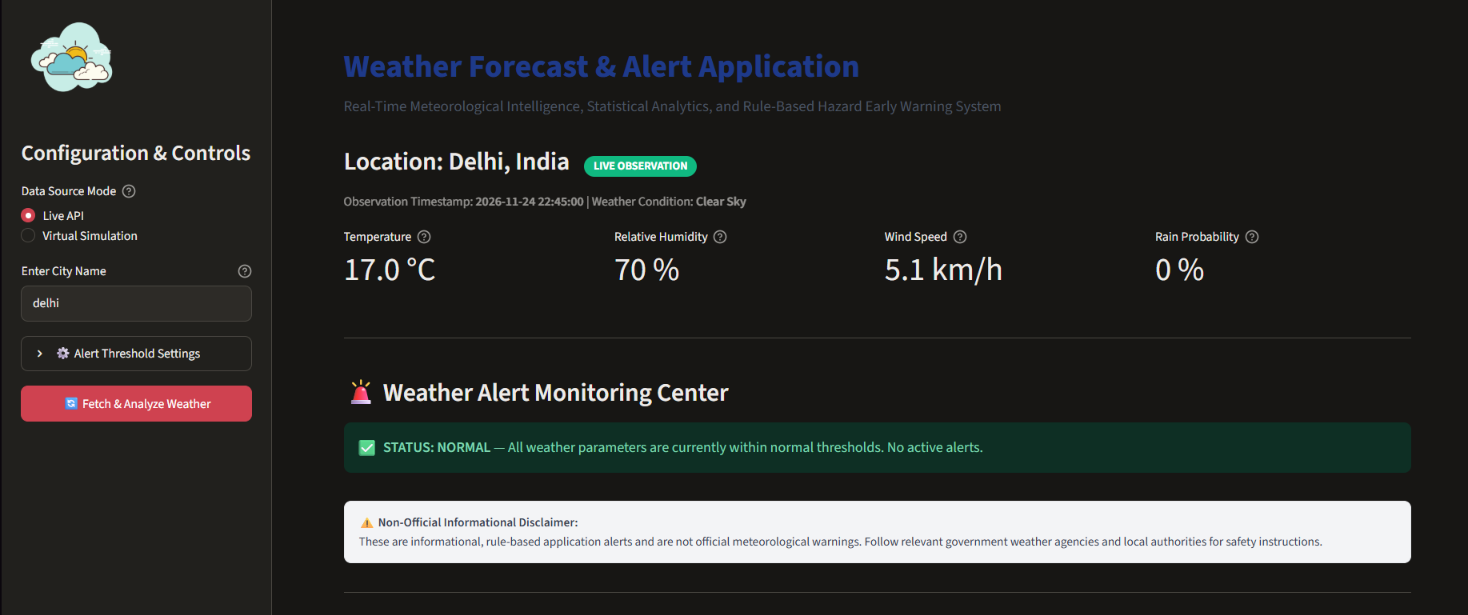 Configuration & Controls
Data Source Mode
Live API
Virtual Simulation
Enter City Name
delhi
Alert Threshold Settings
Fetch & Analyze Weather
Weather Forecast & Alert Application
Real-Time Meteorological Intelligence, Statistical Analytics, and Rule-Based Hazard Early Warning System
Location: Delhi, India LIVE OBSERVATION
Observation Timestamp: 2026-11-24 22:45:00 | Weather Condition: Clear Sky
Temperature Relative Humidity Wind Speed Rain Probability
17.0 °C 70 % 5.1 km/h 0 %
Weather Alert Monitoring Center
STATUS: NORMAL — All weather parameters are currently within normal thresholds. No active alerts.
Non-Official Informational Disclaimer:
These are informational, rule-based application alerts and are not official meteorological warnings. Follow relevant government weather agencies and local authorities for safety instructions.